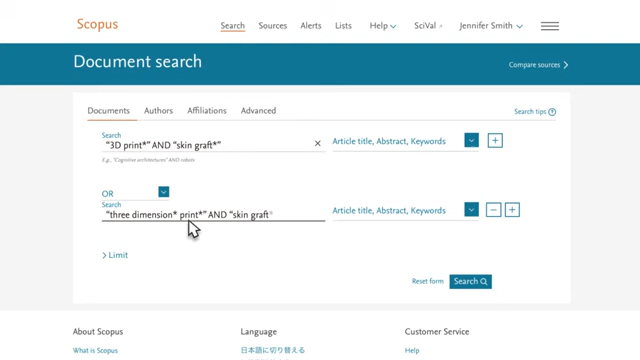 Scopus
Search Sources Alerts Lists Help SciVal Jennifer Smith
Document search
Compare sources
Documents Authors Affiliations Advanced
Search tips
Search
"3D print*" AND "skin graft*"
Article title, Abstract, Keywords
E.g., "Cognitive architectures" AND robots
OR
Search
"three dimension* print*" AND "skin graft*
Article title, Abstract, Keywords
Limit
Reset form
Search
About Scopus
Language
Customer Service
What is Scopus
日本語に切り替える
Help